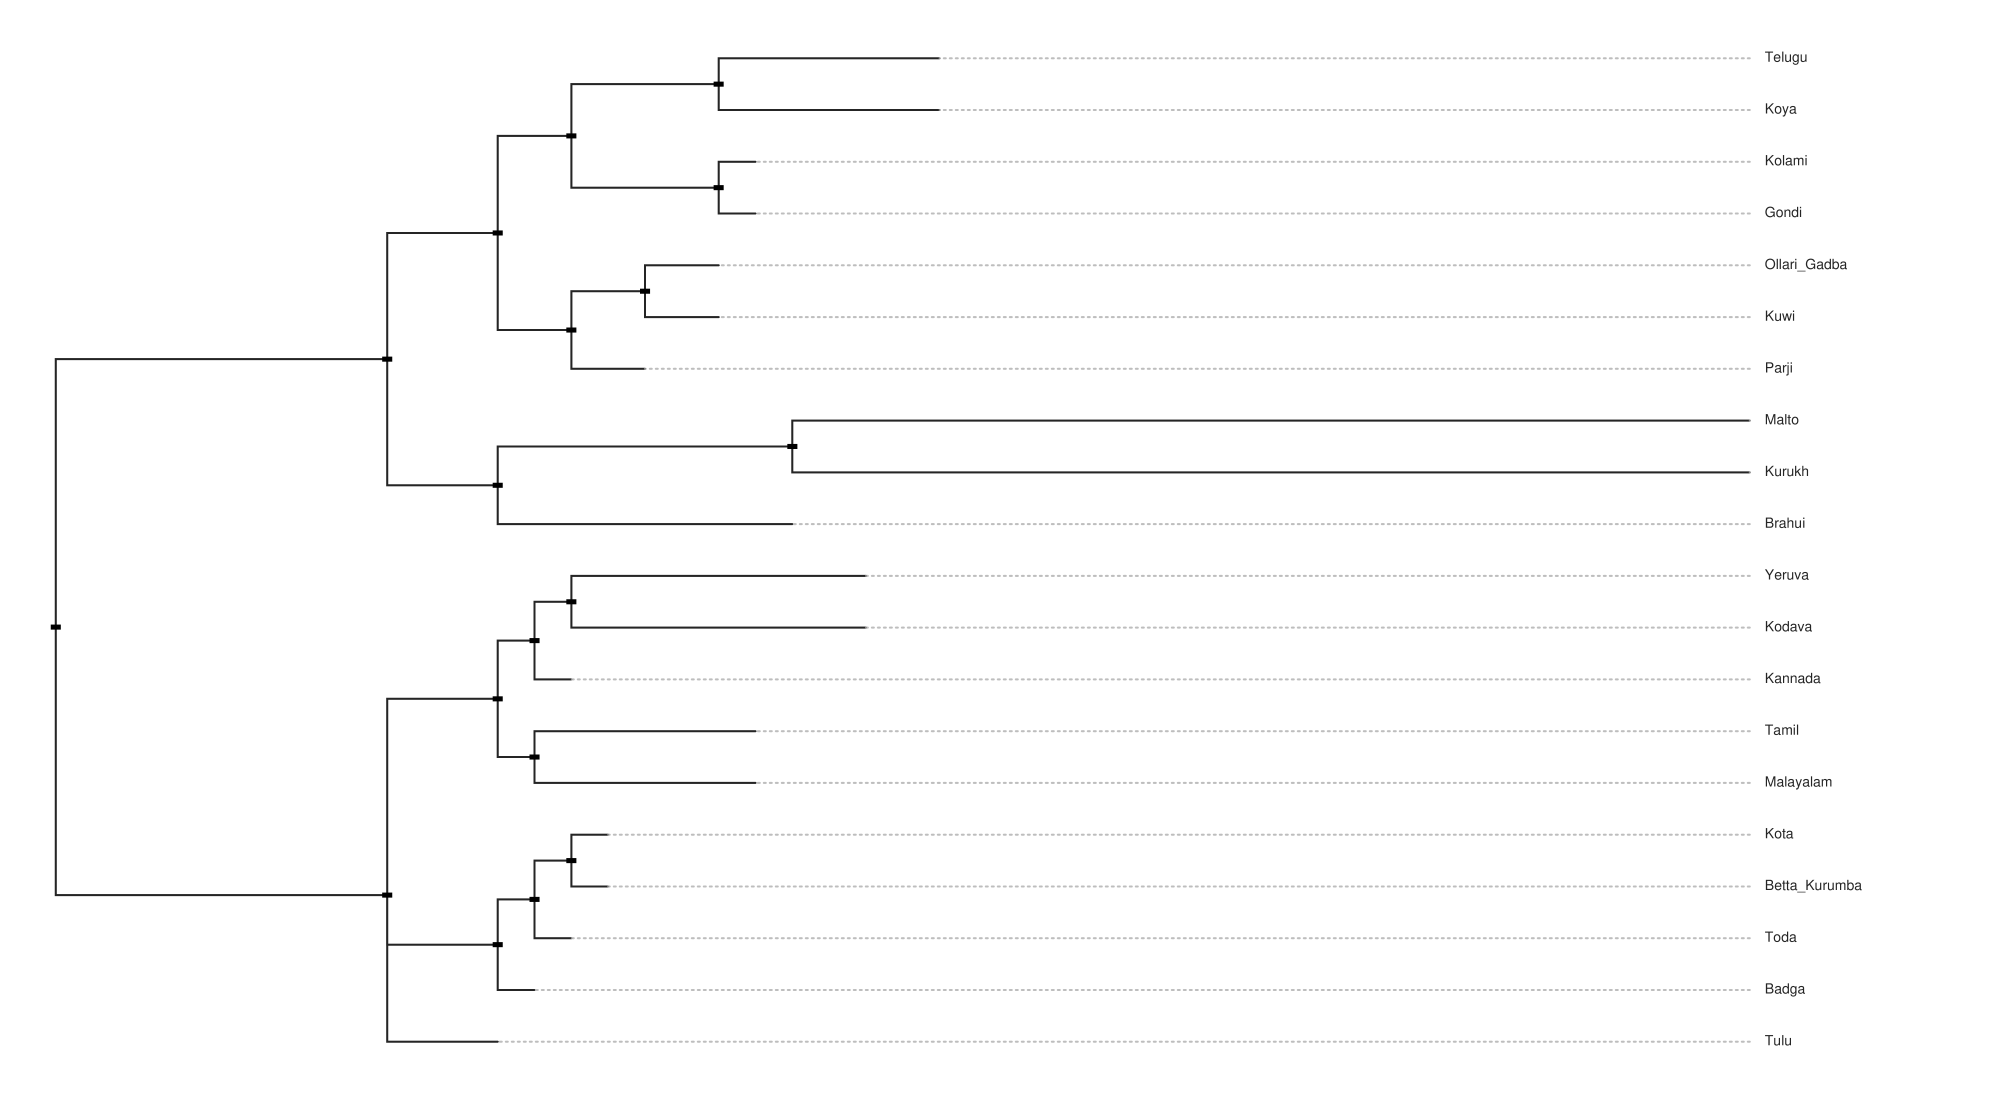 Telugu
Koya
Kolami
Gondi
Ollari_Gadba
Kuwi
Parji
Malto
Kurukh
Brahui
Yeruva
Kodava
Kannada
Tamil
Malayalam
Kota
Betta_Kurumba
Toda
Badga
Tulu